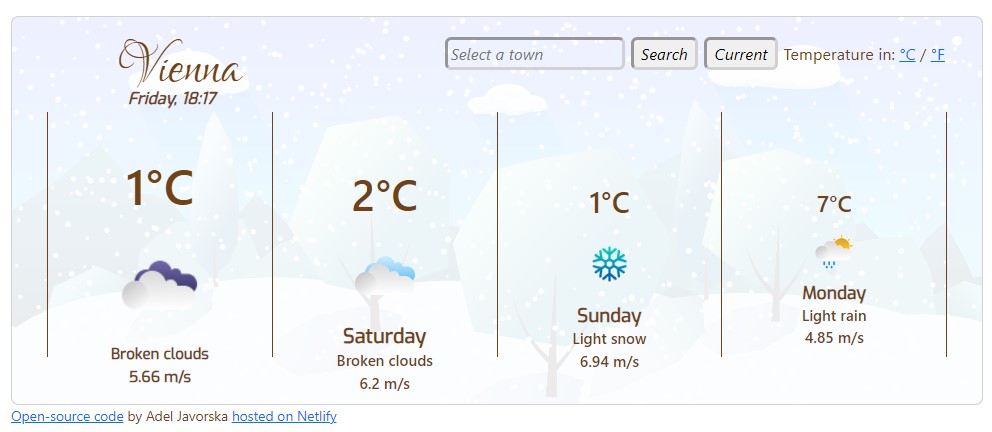 Vienna
Friday, 18:17
Select a town Search Current Temperature in: °C / °F
1°C
Broken clouds
5.66 m/s
2°C
Saturday
Broken clouds
6.2 m/s
1°C
Sunday
Light snow
6.94 m/s
7°C
Monday
Light rain
4.85 m/s
Open-source code by Adel Javorska hosted on Netlify